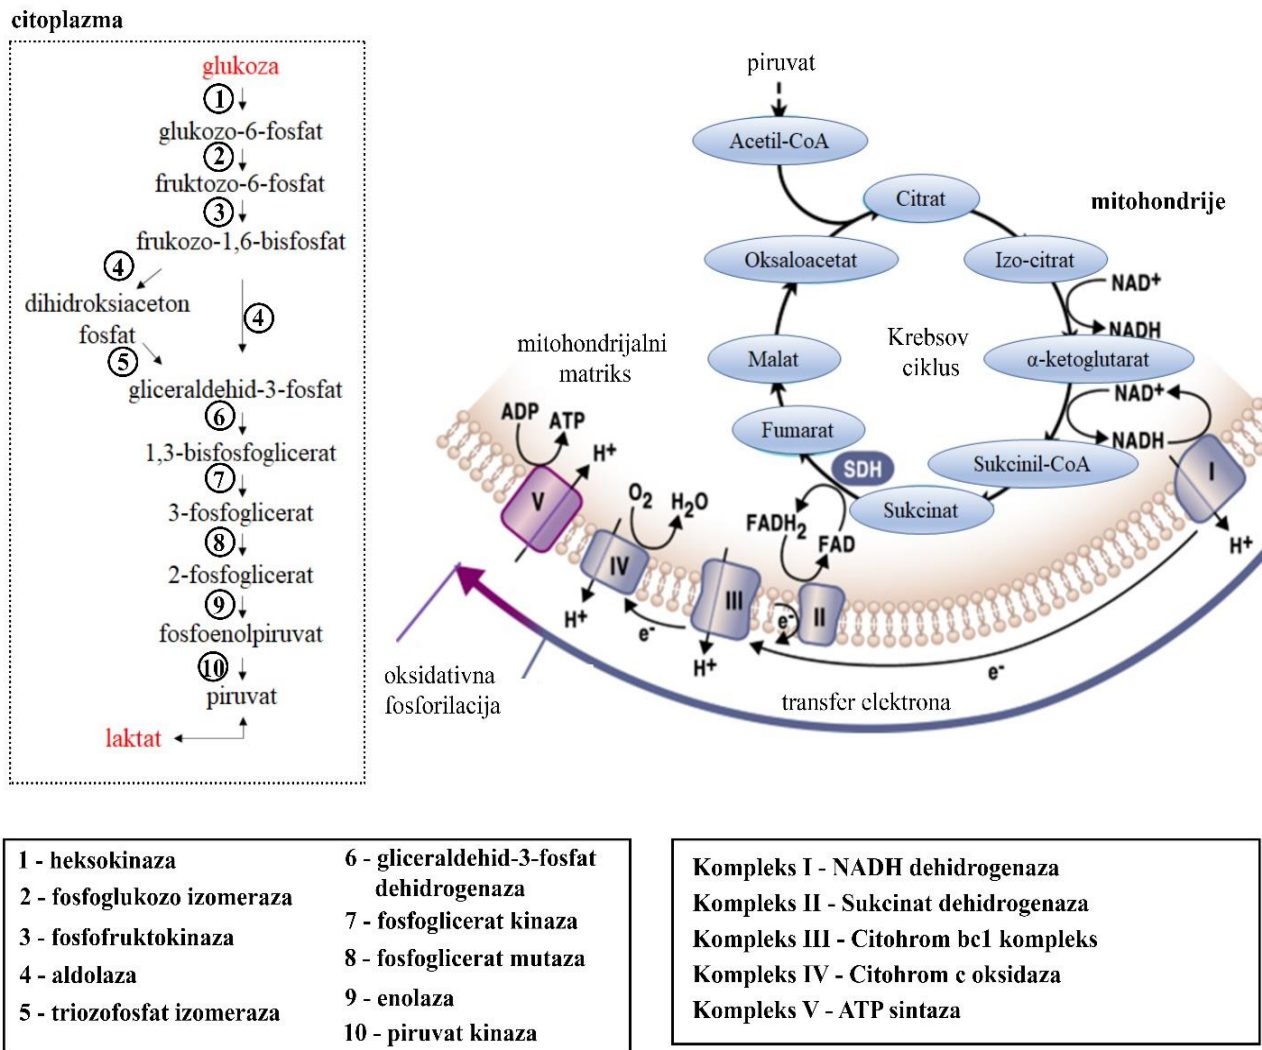 citoplazma
glukoza
1
glukozo-6-fosfat
2
fruktozo-6-fosfat
3
frukozo-1,6-bisfosfat
4
dihidroksiaceton
fosfat
4
5
gliceraldehid-3-fosfat
6
1,3-bisfosfoglicerat
7
3-fosfoglicerat
8
2-fosfoglicerat
9
fosfoenolpiruvat
10
piruvat
laktat
piruvat
Acetil-CoA
Citrat
mitohondrije
Oksaloacetat
Izo-citrat
NAD+
NADH
mitohondrijalni
matriks
Malat
Krebsov
ciklus
α-ketoglutarat
NAD+
NADH
ADP
ATP
H+
Fumarat
SDH
Sukcinil-CoA
Sukcinat
I
H+
V
O2
H2O
FADH2
FAD
IV
III
II
H+
e-
H+
e-
e-
oksidativna
fosforilacija
transfer elektrona
1 - heksokinaza
2 - fosfoglukozo izomeraza
3 - fosfofruktokinaza
4 - aldolaza
5 - triozofosfat izomeraza
6 - gliceraldehid-3-fosfat
dehidrogenaza
7 - fosfoglicerat kinaza
8 - fosfoglicerat mutaza
9 - enolaza
10 - piruvat kinaza
Kompleks I - NADH dehidrogenaza
Kompleks II - Sukcinat dehidrogenaza
Kompleks III - Citohrom bc1 kompleks
Kompleks IV - Citohrom c oksidaza
Kompleks V - ATP sintaza